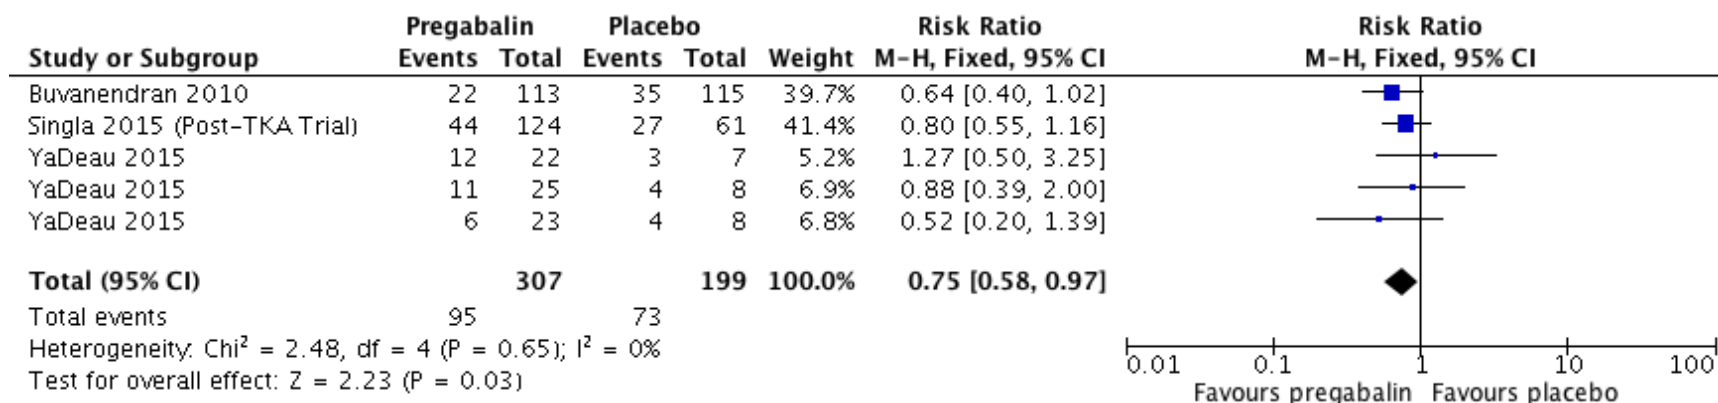 Pregabalin Placebo Risk Ratio Risk Ratio
Study or Subgroup Events Total Events Total Weight M-H, Fixed, 95% CI M-H, Fixed, 95% CI
Buvanendran 2010 22 113 35 115 39.7% 0.64 [0.40, 1.02]
Singla 2015 (Post-TKA Trial) 44 124 27 61 41.4% 0.80 [0.55, 1.16]
YaDeau 2015 12 22 3 7 5.2% 1.27 [0.50, 3.25]
YaDeau 2015 11 25 4 8 6.9% 0.88 [0.39, 2.00]
YaDeau 2015 6 23 4 8 6.8% 0.52 [0.20, 1.39]
Total (95% CI) 307 199 100.0% 0.75 [0.58, 0.97]
Total events 95 73
Heterogeneity: Chi² = 2.48, df = 4 (P = 0.65); I² = 0%
Test for overall effect: Z = 2.23 (P = 0.03)
0.01 0.1 1 10 100
Favours pregabalin Favours placebo